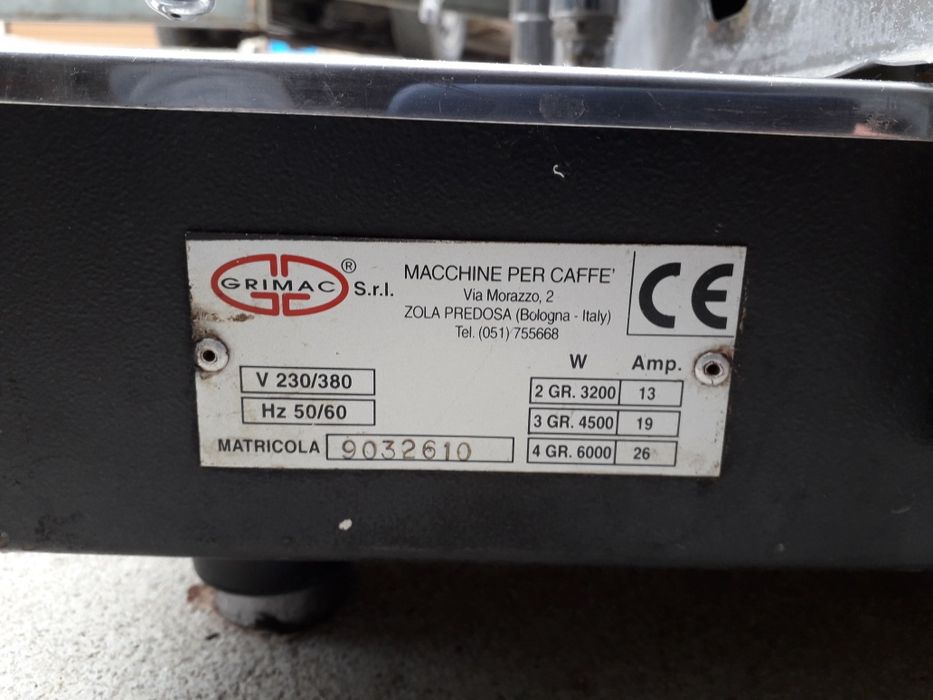 GRIMAC ® S.r.l.
MACCHINE PER CAFFE'
Via Morazzo, 2
ZOLA PREDOSA (Bologna - Italy)
Tel. (051) 755668
CE
V 230/380
Hz 50/60
MATRICOLA 9032610
W Amp.
2 GR. 3200 13
3 GR. 4500 19
4 GR. 6000 26